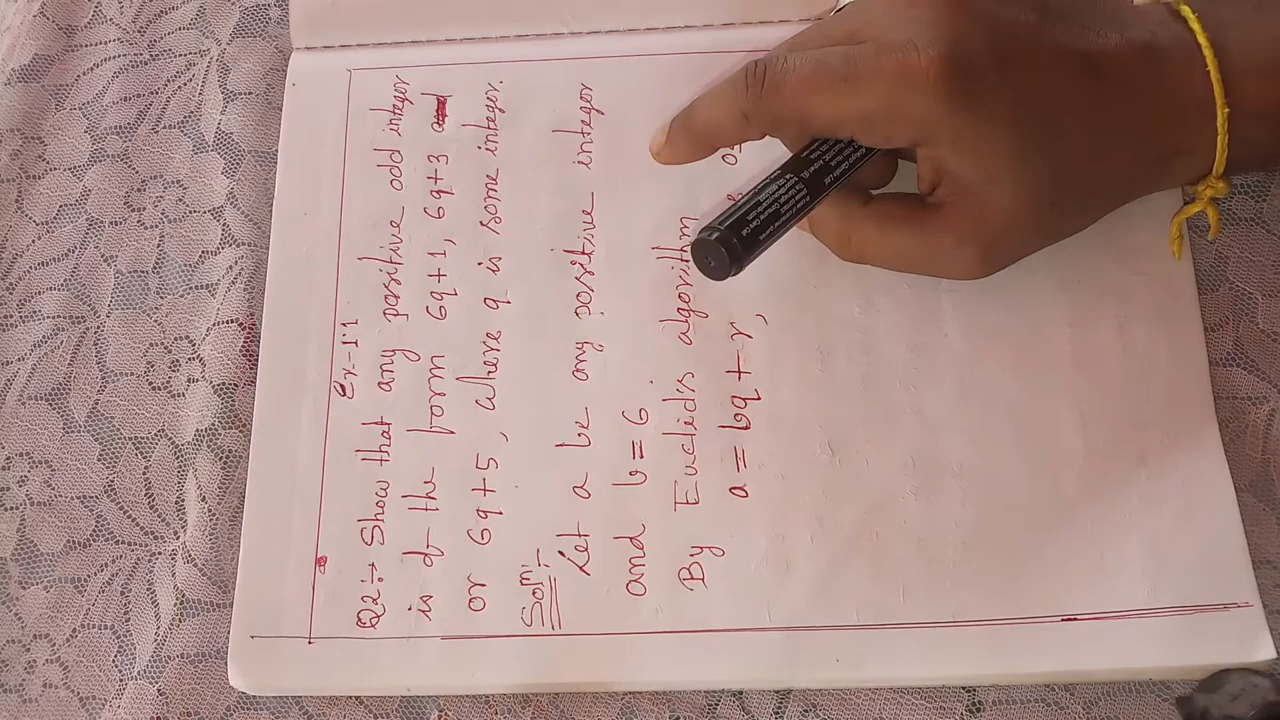 Ex-1.1
Q2:→ Show that any positive odd integer
is of the form 6q+1, 6q+3
or 6q+5, where q is some integer.
Soln:-
Let a be any positive integer
and b=6
By Euclid's algorithm
a = bq + r,